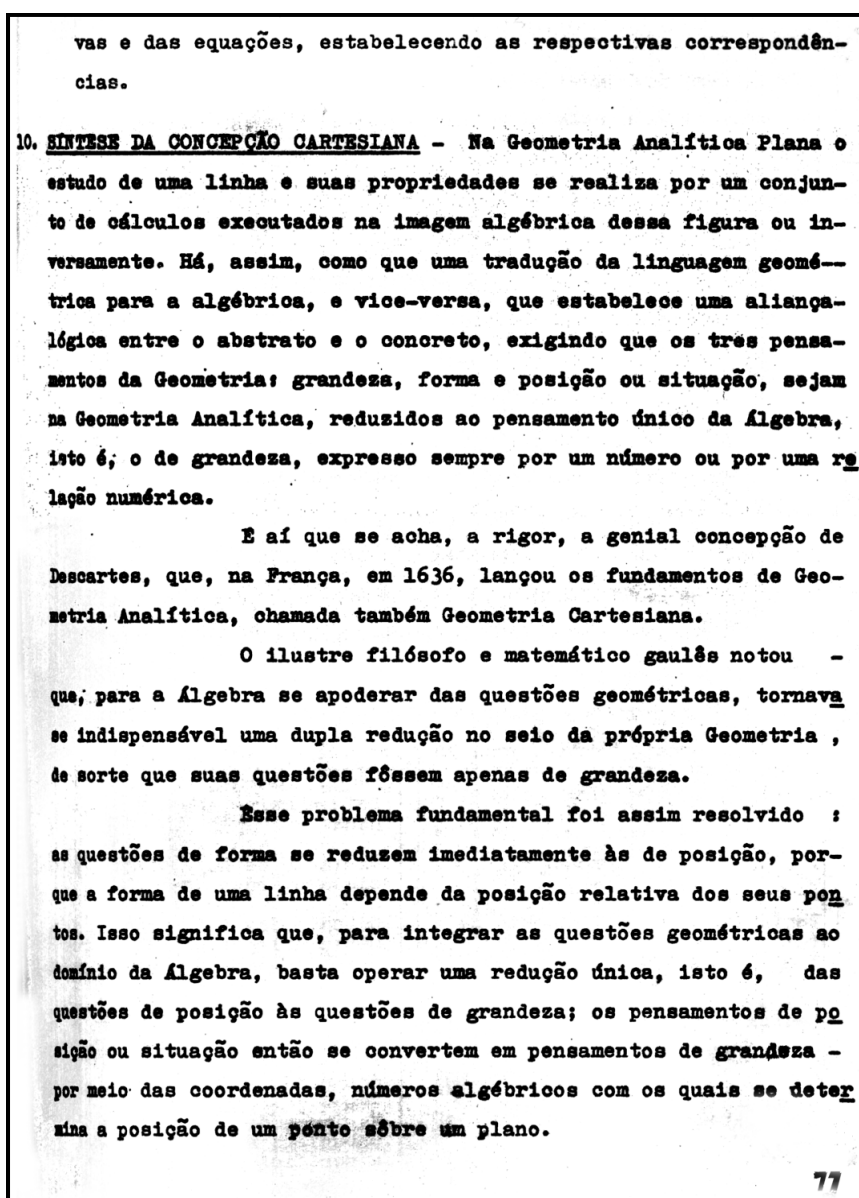 vas e das equações, estabelecendo as respectivas correspondên-
cias.
10. SÍNTESE DA CONCEPÇÃO CARTESIANA - Na Geometria Analítica Plana o
estudo de uma linha e suas propriedades se realiza por um conjun-
to de cálculos executados na imagem algébrica dessa figura ou in-
versamente. Há, assim, como que uma tradução da linguagem geomé--
trica para a algébrica, e vice-versa, que estabelece uma aliança-
lógica entre o abstrato e o concreto, exigindo que os tres pensa-
mentos da Geometria: grandeza, forma e posição ou situação, sejam
na Geometria Analítica, reduzidos ao pensamento único da Álgebra,
isto é, o de grandeza, expresso sempre por um número ou por uma re
lação numérica.
É aí que se acha, a rigor, a genial concepção de
Descartes, que, na França, em 1636, lançou os fundamentos de Geo-
metria Analítica, chamada também Geometria Cartesiana.
O ilustre filósofo e matemático gaulês notou -
que, para a Álgebra se apoderar das questões geométricas, tornava
se indispensável uma dupla redução no seio da própria Geometria ,
de sorte que suas questões fôssem apenas de grandeza.
Êsse problema fundamental foi assim resolvido :
as questões de forma se reduzem imediatamente às de posição, por-
que a forma de uma linha depende da posição relativa dos seus pon
tos. Isso significa que, para integrar as questões geométricas ao
domínio da Álgebra, basta operar uma redução única, isto é, das
questões de posição às questões de grandeza; os pensamentos de po
sição ou situação então se convertem em pensamentos de grandeza -
por meio das coordenadas, números algébricos com os quais se deter
mina a posição de um ponto sôbre um plano.
77